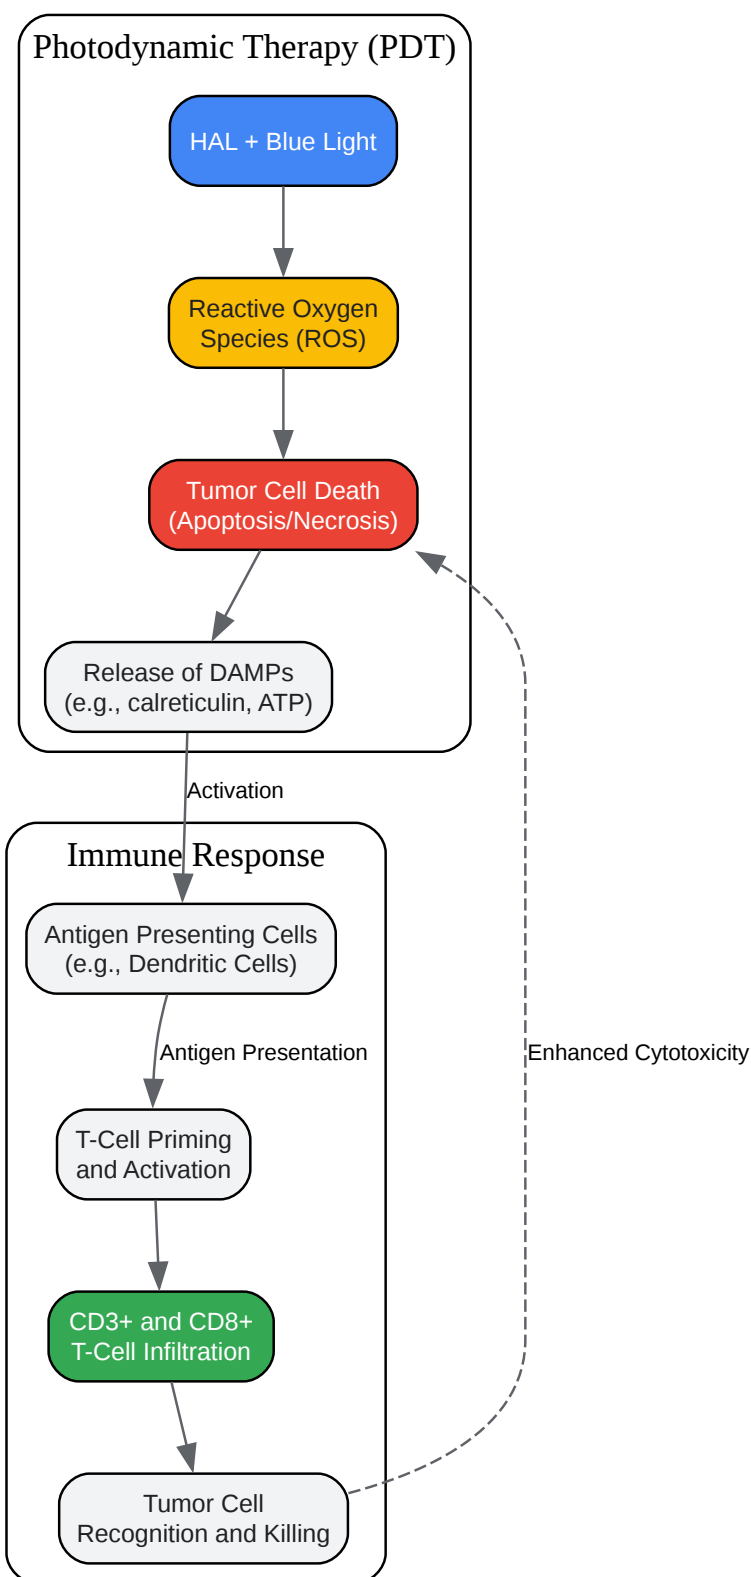 Photodynamic Therapy (PDT)
HAL + Blue Light
Reactive Oxygen
Species (ROS)
Tumor Cell Death
(Apoptosis/Necrosis)
Release of DAMPs
(e.g., calreticulin, ATP)
Activation
Immune Response
Antigen Presenting Cells
(e.g., Dendritic Cells)
Antigen Presentation
Enhanced Cytotoxicity
T-Cell Priming
and Activation
CD3+ and CD8+
T-Cell Infiltration
Tumor Cell
Recognition and Killing